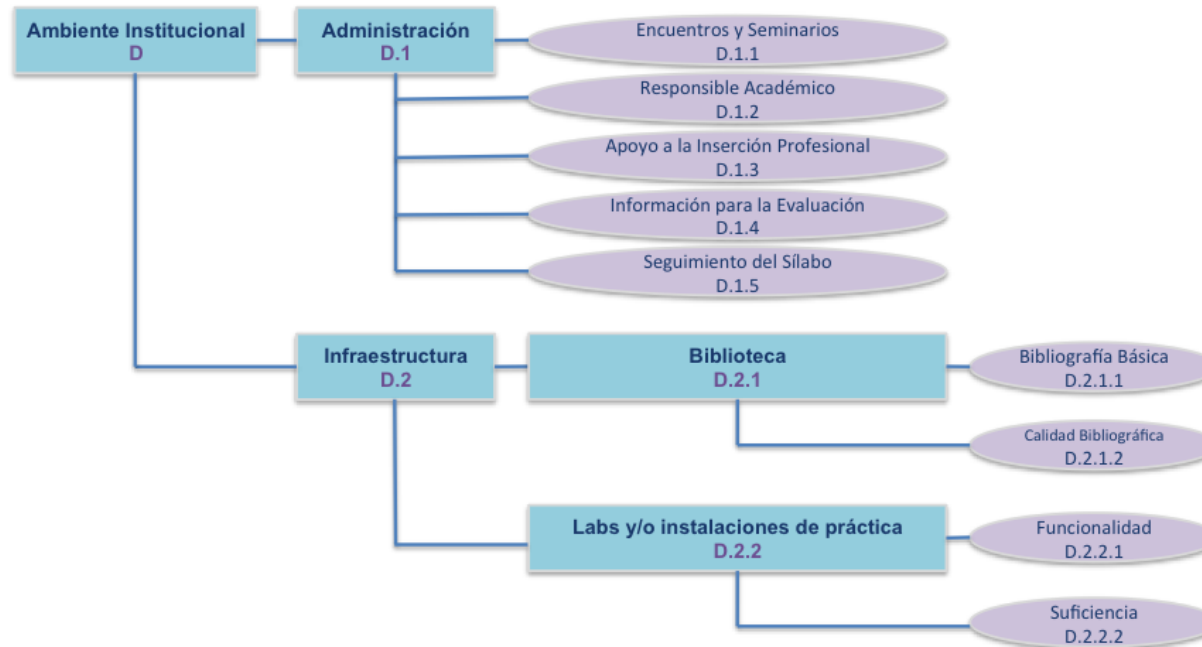 Ambiente Institucional
D
Administración
D.1
Encuentros y Seminarios
D.1.1
Responsible Académico
D.1.2
Apoyo a la Inserción Profesional
D.1.3
Información para la Evaluación
D.1.4
Seguimiento del Sílabo
D.1.5
Infraestructura
D.2
Biblioteca
D.2.1
Bibliografía Básica
D.2.1.1
Calidad Bibliográfica
D.2.1.2
Labs y/o instalaciones de práctica
D.2.2
Funcionalidad
D.2.2.1
Suficiencia
D.2.2.2